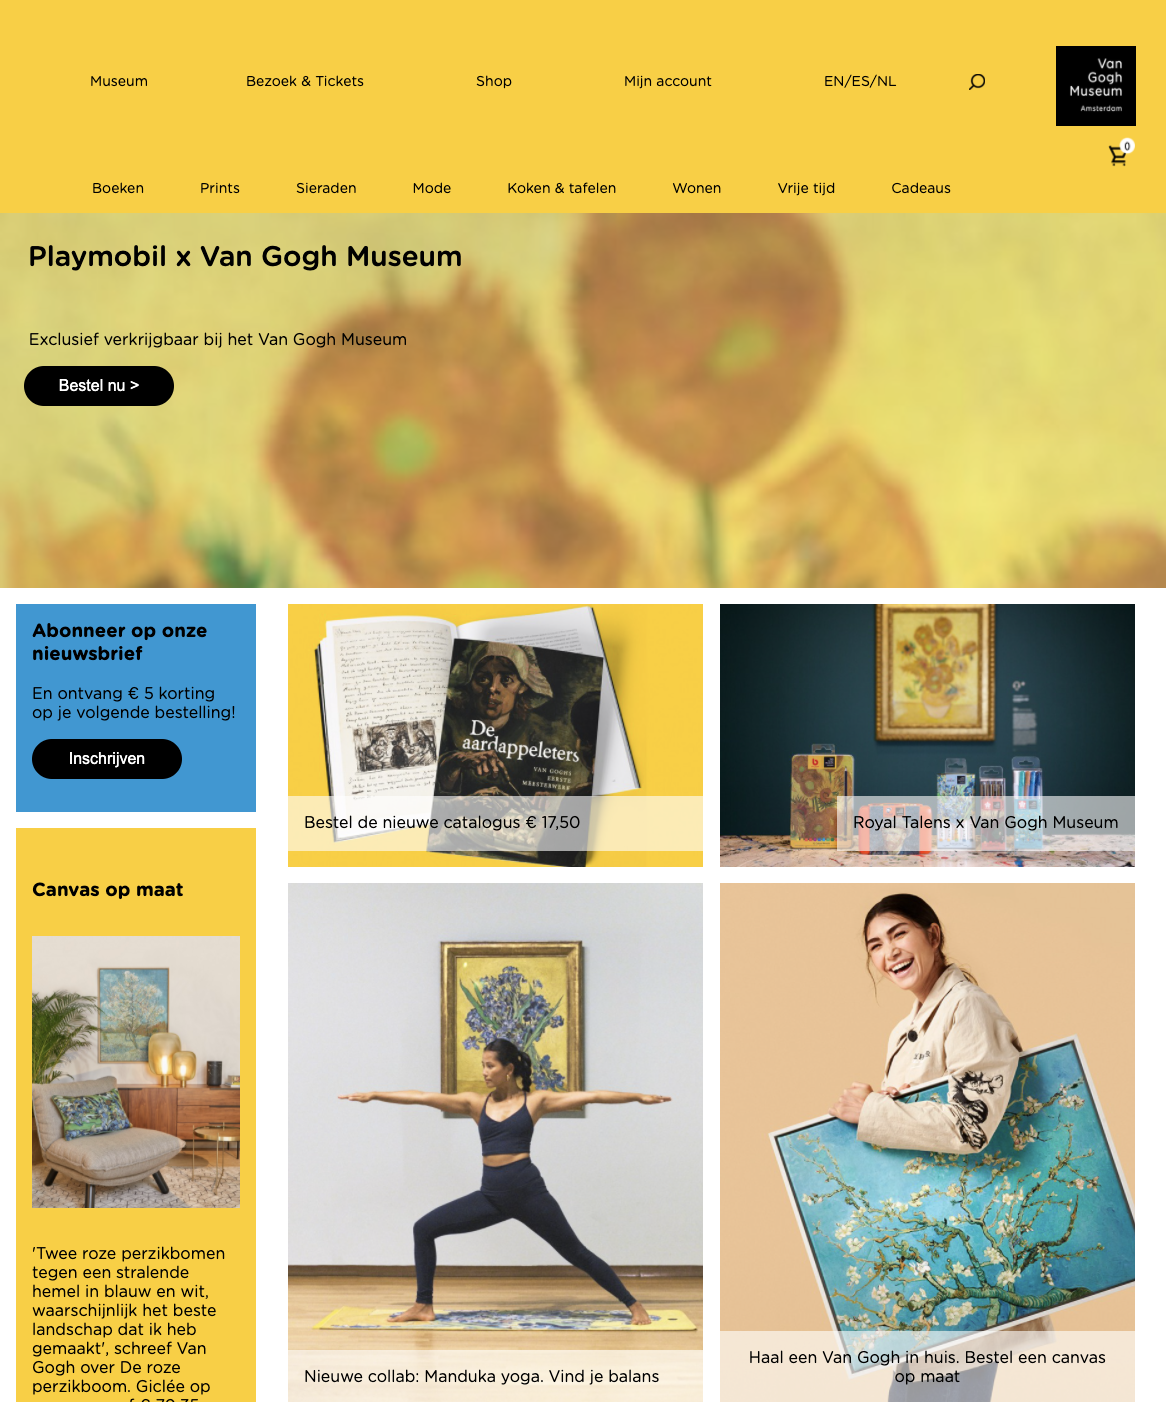 Museum
Bezoek & Tickets
Shop
Mijn account
EN/ES/NL
Van
Gogh
Museum
Amsterdam
0
Boeken
Prints
Sieraden
Mode
Koken & tafelen
Wonen
Vrije tijd
Cadeaus
Playmobil x Van Gogh Museum
Exclusief verkrijgbaar bij het Van Gogh Museum
Bestel nu >
Abonneer op onze
nieuwsbrief
En ontvang € 5 korting
op je volgende bestelling!
Inschrijven
De
aardappeleters
VAN GOGHS
EERSTE
MEESTERWERK
Bestel de nieuwe catalogus € 17,50
Royal Talens x Van Gogh Museum
Canvas op maat
'Twee roze perzikbomen
tegen een stralende
hemel in blauw en wit,
waarschijnlijk het beste
landschap dat ik heb
gemaakt', schreef Van
Gogh over De roze
perzikboom. Giclée op
Nieuwe collab: Manduka yoga. Vind je balans
Haal een Van Gogh in huis. Bestel een canvas
op maat